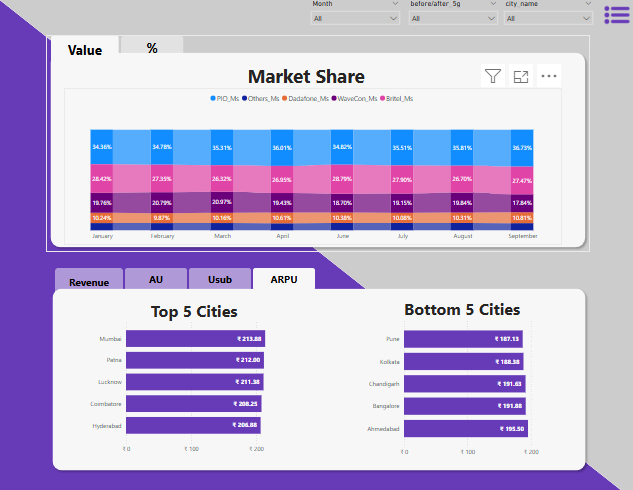 Month before/after_5g city_name
All All All
Value %
Market Share
PIO_Ms Others_Ms Dadafone_Ms WaveCon_Ms Britel_Ms
34.36% 34.78% 35.31% 36.01% 34.82% 35.51% 35.81% 36.73%
28.42% 27.35% 26.32% 26.95% 28.79% 27.90% 26.70% 27.47%
19.76% 20.79% 20.97% 19.43% 18.70% 19.15% 19.84% 17.84%
10.24% 9.87% 10.16% 10.61% 10.38% 10.08% 10.31% 10.81%
January February March April June July August September
Revenue AU Usub ARPU
Top 5 Cities
Mumbai ₹ 213.88
Patna ₹ 212.00
Lucknow ₹ 211.38
Coimbatore ₹ 208.25
Hyderabad ₹ 206.88
₹ 0 ₹ 100 ₹ 200
Bottom 5 Cities
Pune ₹ 187.13
Kolkata ₹ 188.38
Chandigarh ₹ 191.63
Bangalore ₹ 191.88
Ahmedabad ₹ 195.50
₹ 0 ₹ 100 ₹ 200